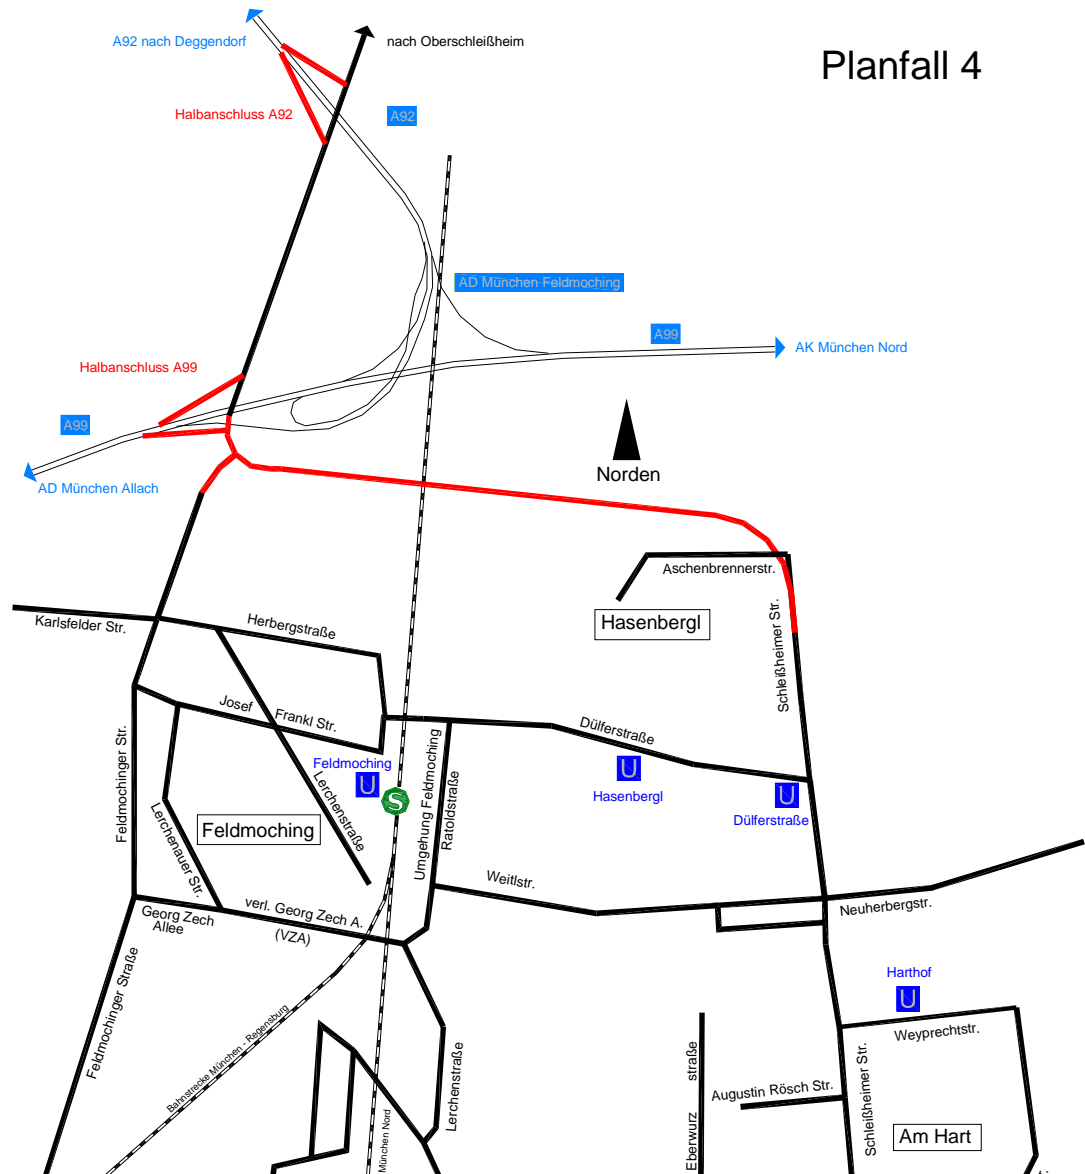 A92 nach Deggendorf
nach Oberschleißheim
Planfall 4
Halbanschluss A92
A92
AD München Feldmoching
A99
AK München Nord
Halbanschluss A99
A99
AD München Allach
Norden
Aschenbrennerstr.
Hasenbergl
Karlsfelder Str.
Herbergstraße
Schleißheimer Str.
Josef
Frankl Str.
Dülferstraße
Feldmochinger Str.
Feldmoching
U
S
Lerchenstraße
Umgehung Feldmoching
Ratoldstraße
U
Hasenbergl
U
Dülferstraße
Lerchenauer Str.
Feldmoching
Weitlstr.
Neuherbergstr.
Georg Zech
Allee
verl. Georg Zech A.
(VZA)
Harthof
U
Feldmochinger Straße
Weyprechtstr.
Bahnstrecke München - Regensburg
Lerchenstraße
straße
Eberwurz
Augustin Rösch Str.
Schleißheimer Str.
Am Hart
München Nord